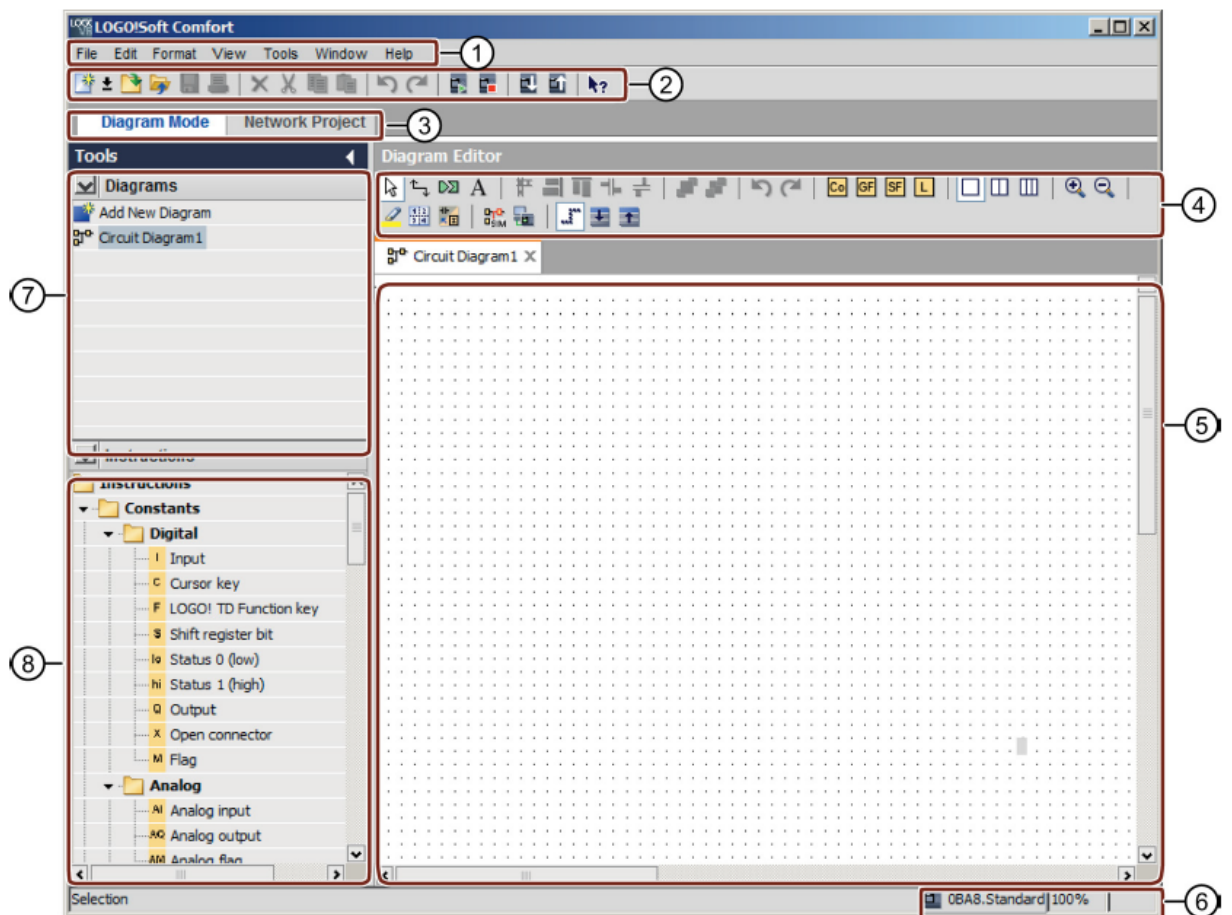 LOGO!Soft Comfort
File Edit Format View Tools Window Help
1
2
Diagram Mode Network Project
3
Tools
Diagram Editor
Diagrams
A
Co GF SF L
4
Add New Diagram
SIM
Circuit Diagram1
Circuit Diagram1
7
5
Instructions
Instructions
Constants
Digital
I Input
C Cursor key
F LOGO! TD Function key
S Shift register bit
lo Status 0 (low)
8
hi Status 1 (high)
Q Output
X Open connector
M Flag
Analog
AI Analog input
AQ Analog output
AM Analog flag
Selection
0BA8.Standard 100%
6